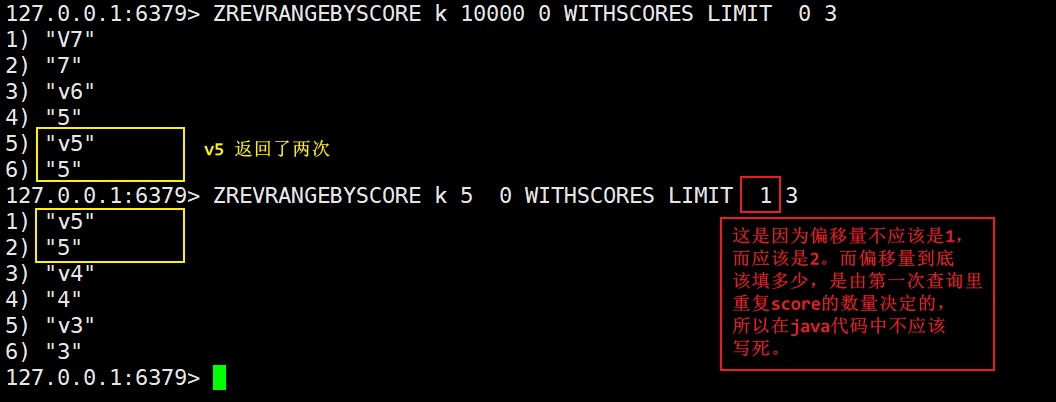 127.0.0.1:6379> ZREVRANGEBYSCORE k 10000 0 WITHSCORES LIMIT  0 3
1) "V7"
2) "7"
3) "v6"
4) "5"
5) "v5"
v5 返回了两次
6) "5"
127.0.0.1:6379> ZREVRANGEBYSCORE k 5  0 WITHSCORES LIMIT  1 3
1) "v5"
2) "5"
3) "v4"
4) "4"
5) "v3"
6) "3"
127.0.0.1:6379>
这是因为偏移量不应该是1，
而应该是2。而偏移量到底
该填多少，是由第一次查询里
重复score的数量决定的，
所以在java代码中不应该
写死。